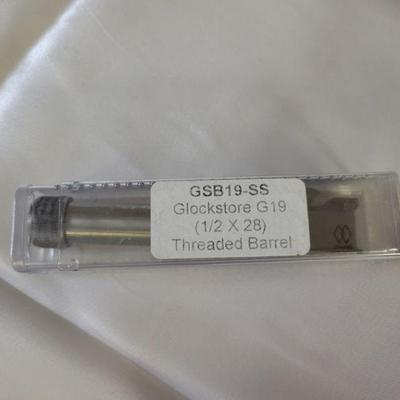 GSB19-SS
Glockstore G19
(1/2 X 28)
Threaded Barrel